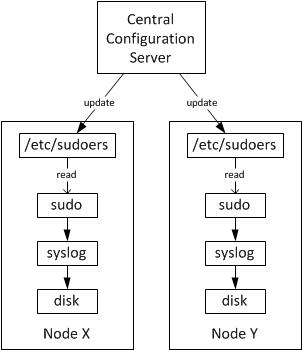 Central
Configuration
Server
update
update
/etc/sudoers
/etc/sudoers
read
read
sudo
sudo
syslog
syslog
disk
disk
Node X
Node Y